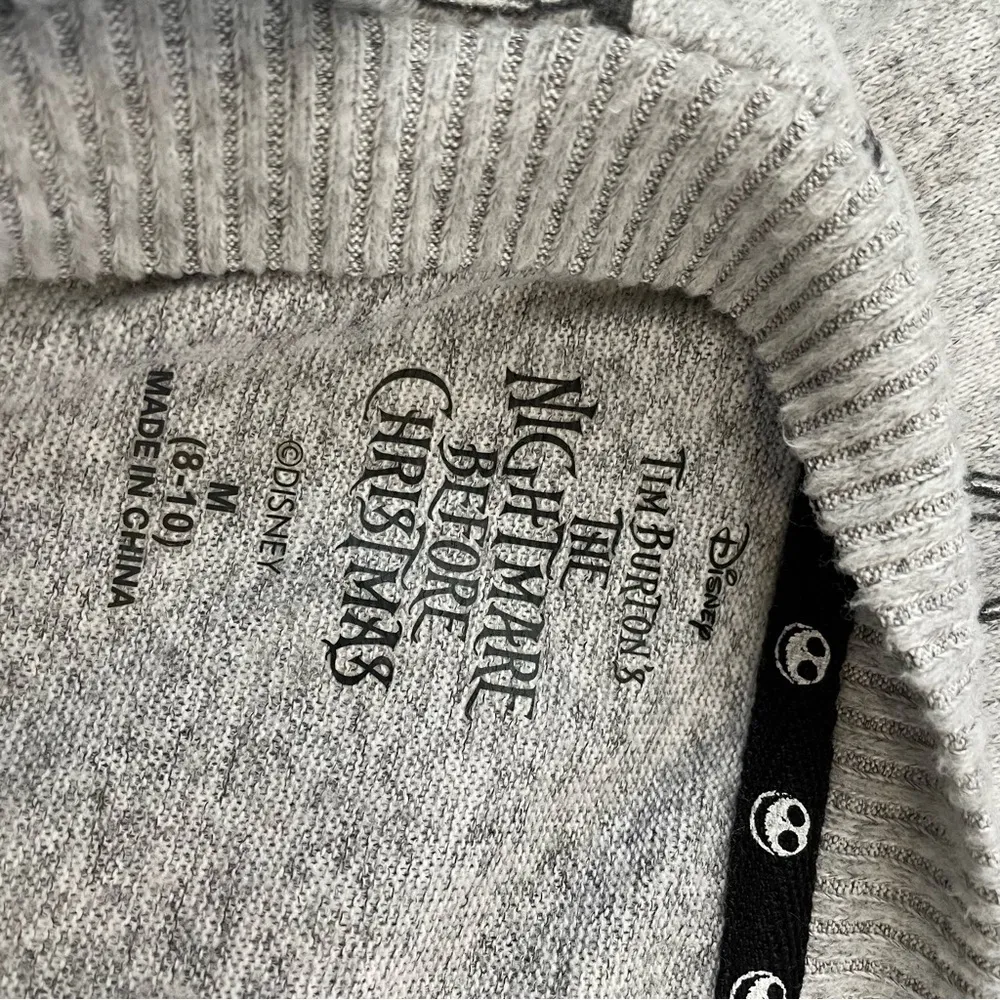 Disney
TIM BURTON'S
THE
NIGHTMARE
BEFORE
CHRISTMAS
©DISNEY
M
(8-10)
MADE IN CHINA